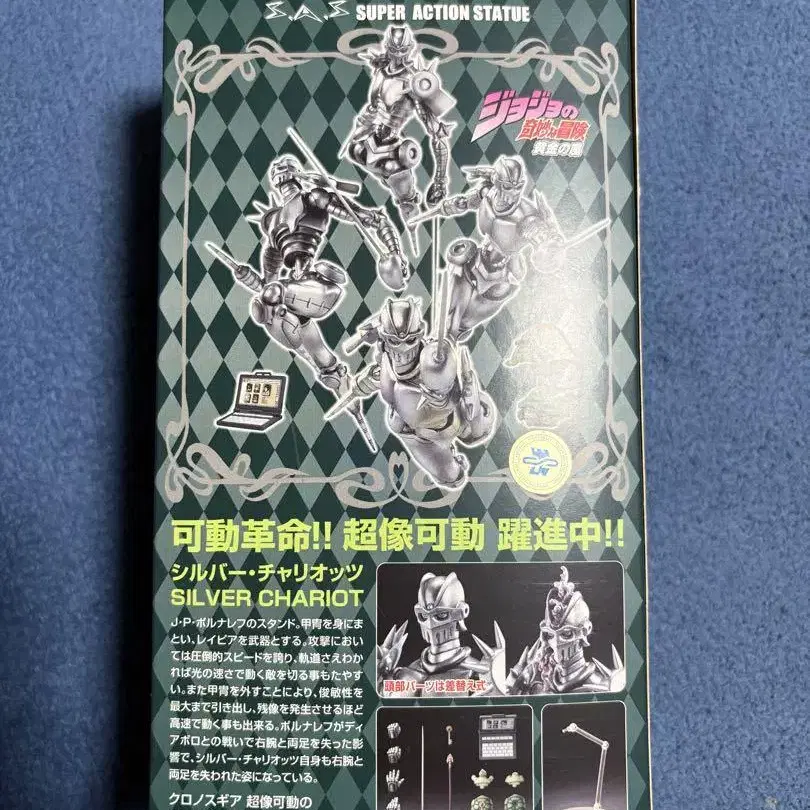 S.A.S SUPER ACTION STATUE
ジョジョの
奇妙な冒険
黄金の風
可動革命!! 超像可動 躍進中!!
シルバー・チャリオッツ
SILVER CHARIOT
J・P・ポルナレフのスタンド。甲冑を身に
まとい、レイピアを武器とする。攻撃におい
ては圧倒的スピードを誇り、軌道さえわか
れば光の速さで動く敵を切る事もたやす
い。また甲冑を外すことにより、俊敏性を
最大まで引き出し、残像を発生させるほど
高速で動く事も出来る。ポルナレフがディ
アボロとの戦いで右腕と両足を失った影
響で、シルバー・チャリオッツ自身も右腕と
両足を失われた姿になっている。
クロノスギア 超像可動の
頭部パーツは差替え式